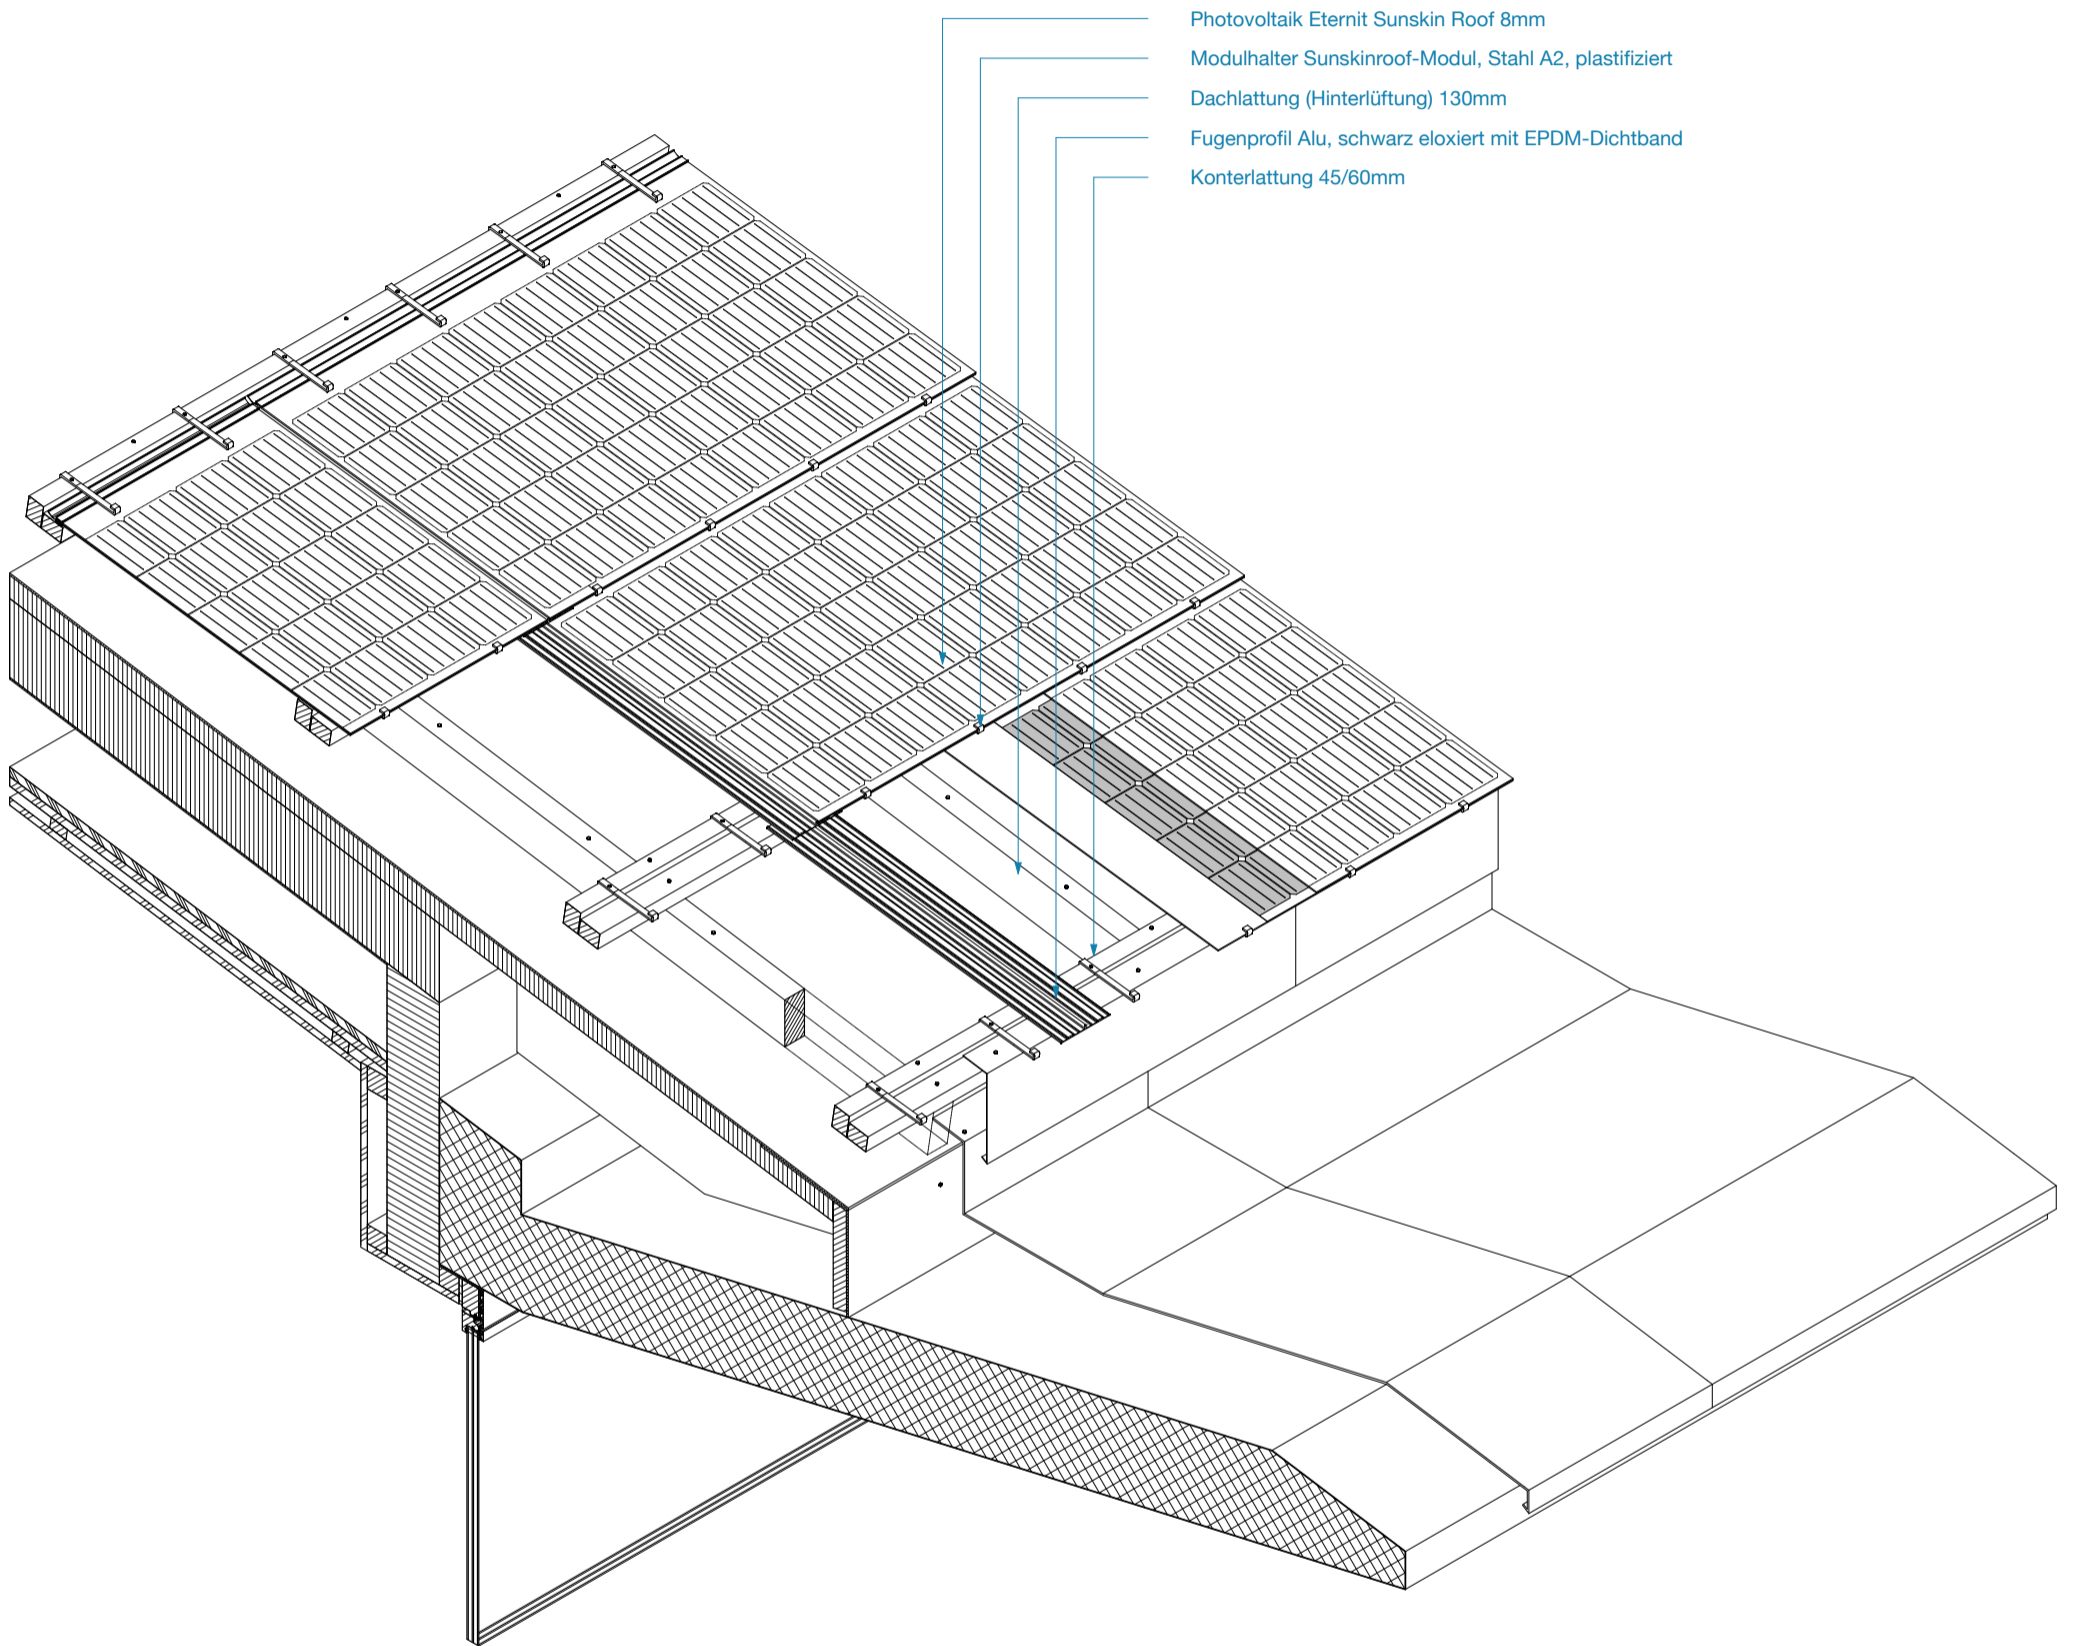 Photovoltaik Eternit Sunskin Roof 8mm
Modulhalter Sunskinroof-Modul, Stahl A2, plastifiziert
Dachlattung (Hinterlüftung) 130mm
Fugenprofil Alu, schwarz eloxiert mit EPDM-Dichtband
Konterlattung 45/60mm